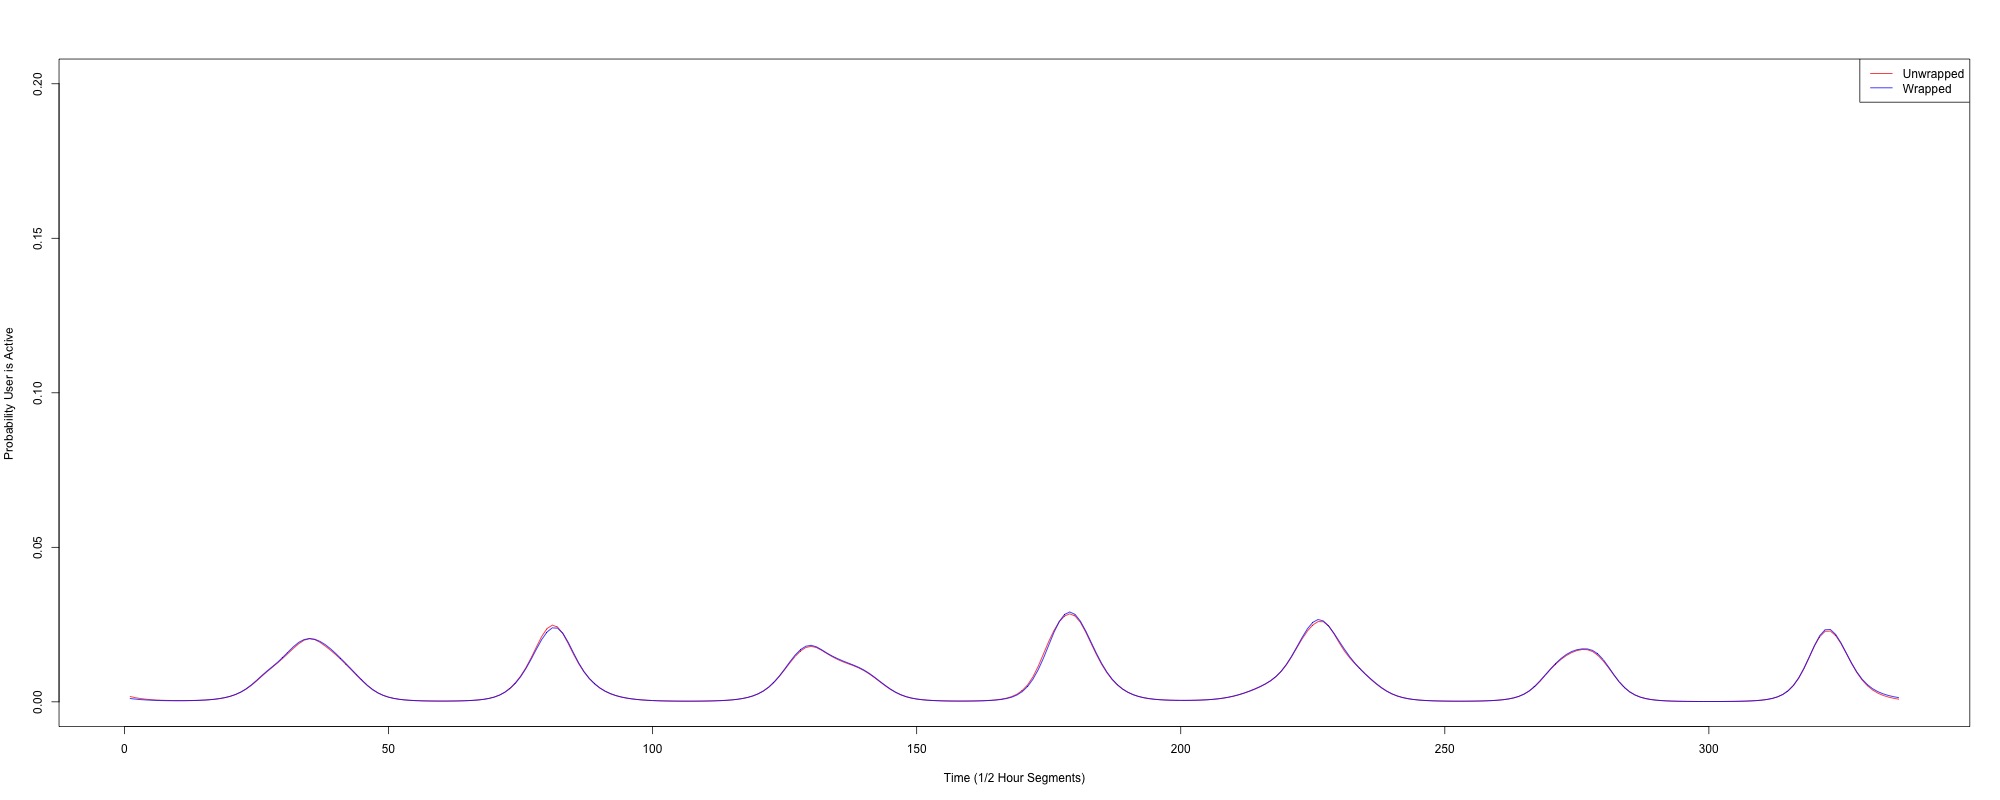 Unwrapped
Wrapped
0.20
0.15
0.10
0.05
0.00
Probability User is Active
0 50 100 150 200 250 300
Time (1/2 Hour Segments)